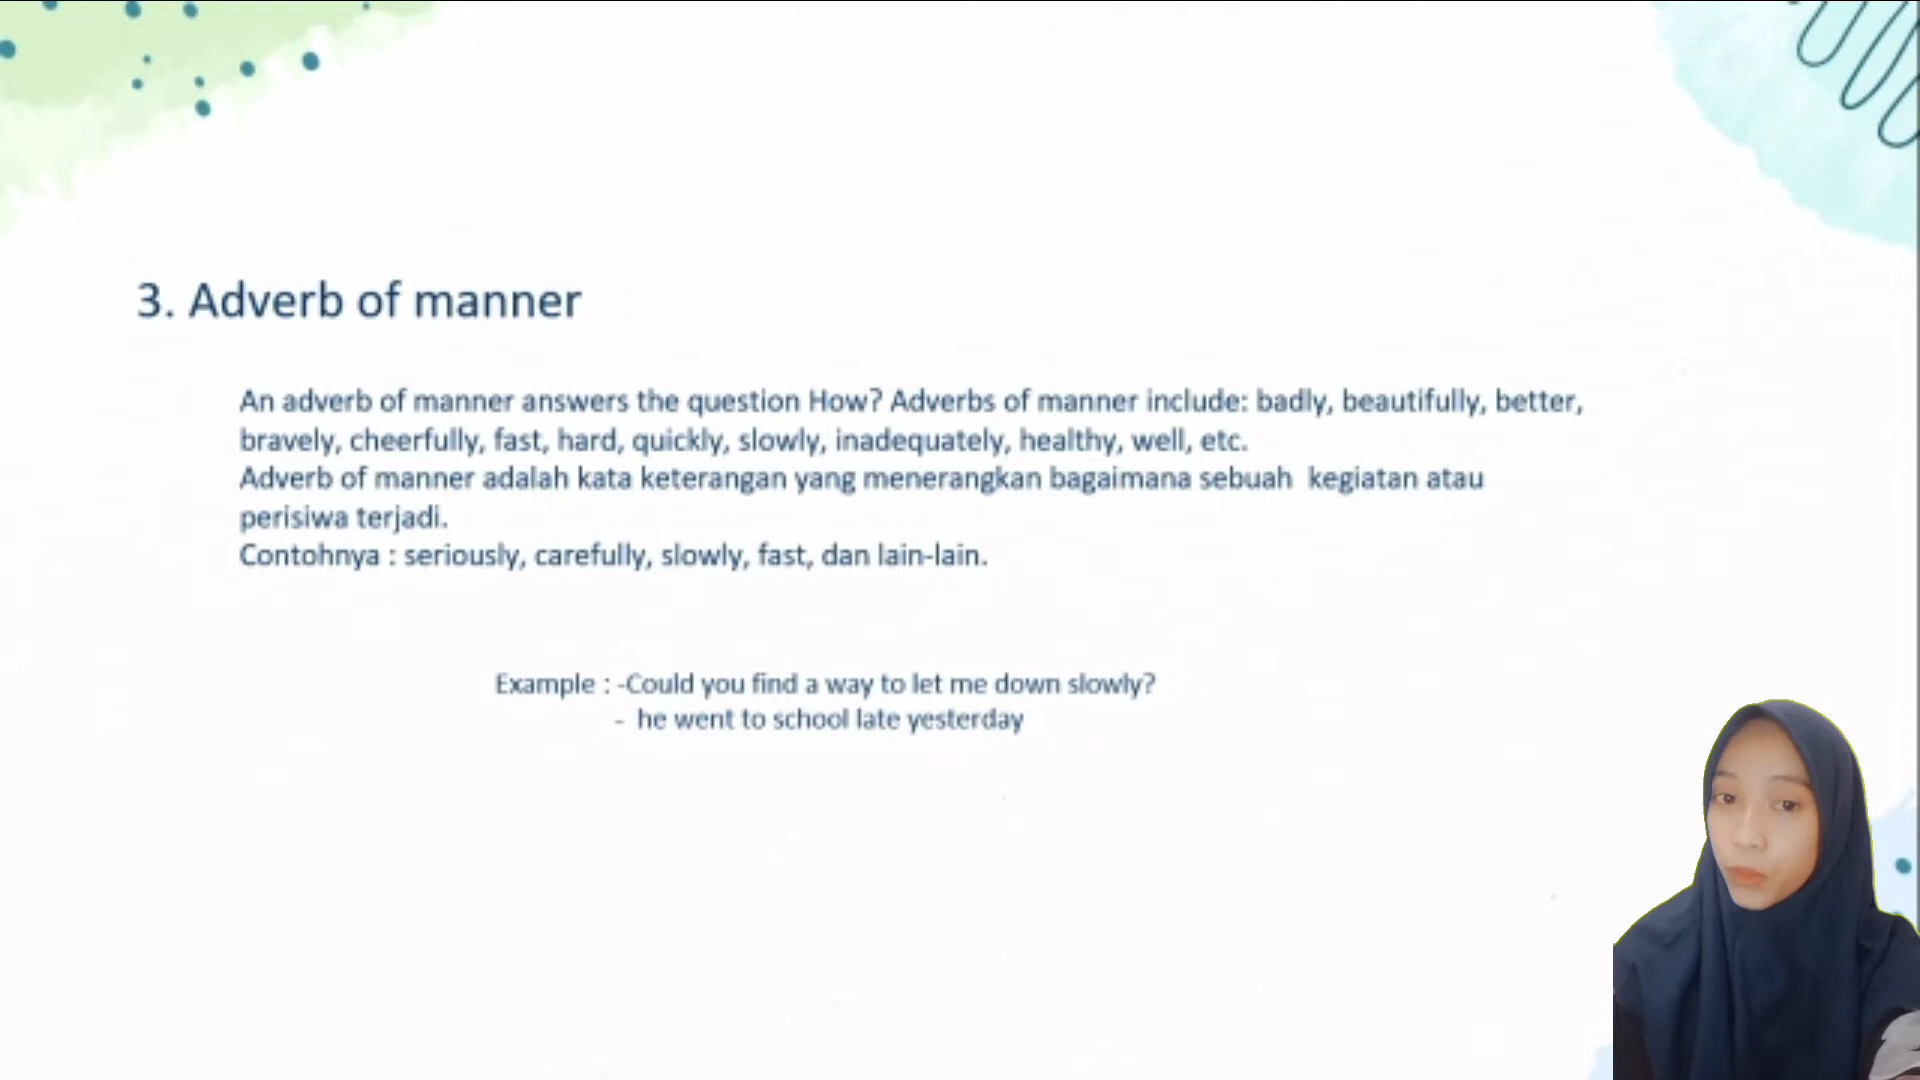 3. Adverb of manner
An adverb of manner answers the question How? Adverbs of manner include: badly, beautifully, better,
bravely, cheerfully, fast, hard, quickly, slowly, inadequately, healthy, well, etc.
Adverb of manner adalah kata keterangan yang menerangkan bagaimana sebuah  kegiatan atau
perisiwa terjadi.
Contohnya : seriously, carefully, slowly, fast, dan lain-lain.
Example : -Could you find a way to let me down slowly?
-  he went to school late yesterday